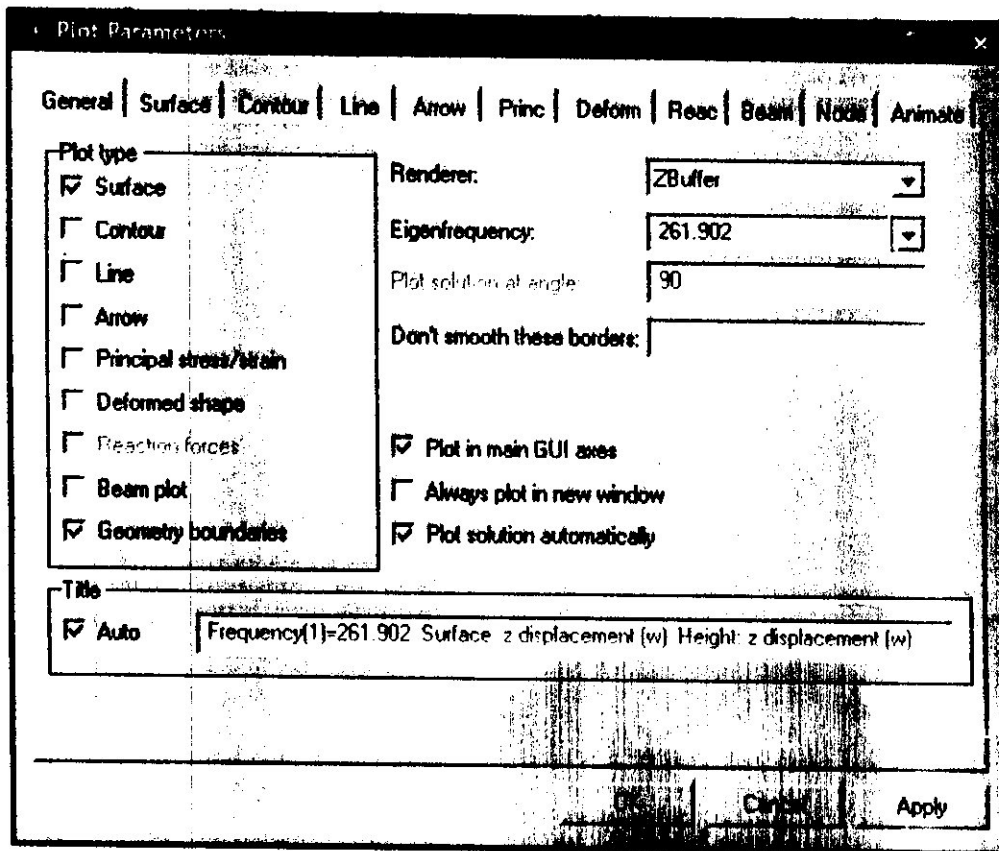 Plot Parameters
General Surface Contour Line Arrow Princ Deform Reac Beam Node Animate
Plot type
Surface
Contour
Line
Arrow
Principal stress/strain
Deformed shape
Reaction forces
Beam plot
Geometry boundaries
Renderer: ZBuffer
Eigenfrequency: 261.902
Plot solution at angle: 90
Don't smooth these borders:
Plot in main GUI axes
Always plot in new window
Plot solution automatically
Title
Auto Frequency(1)=261.902 Surface z displacement (w) Height: z displacement (w)
OK Cancel Apply